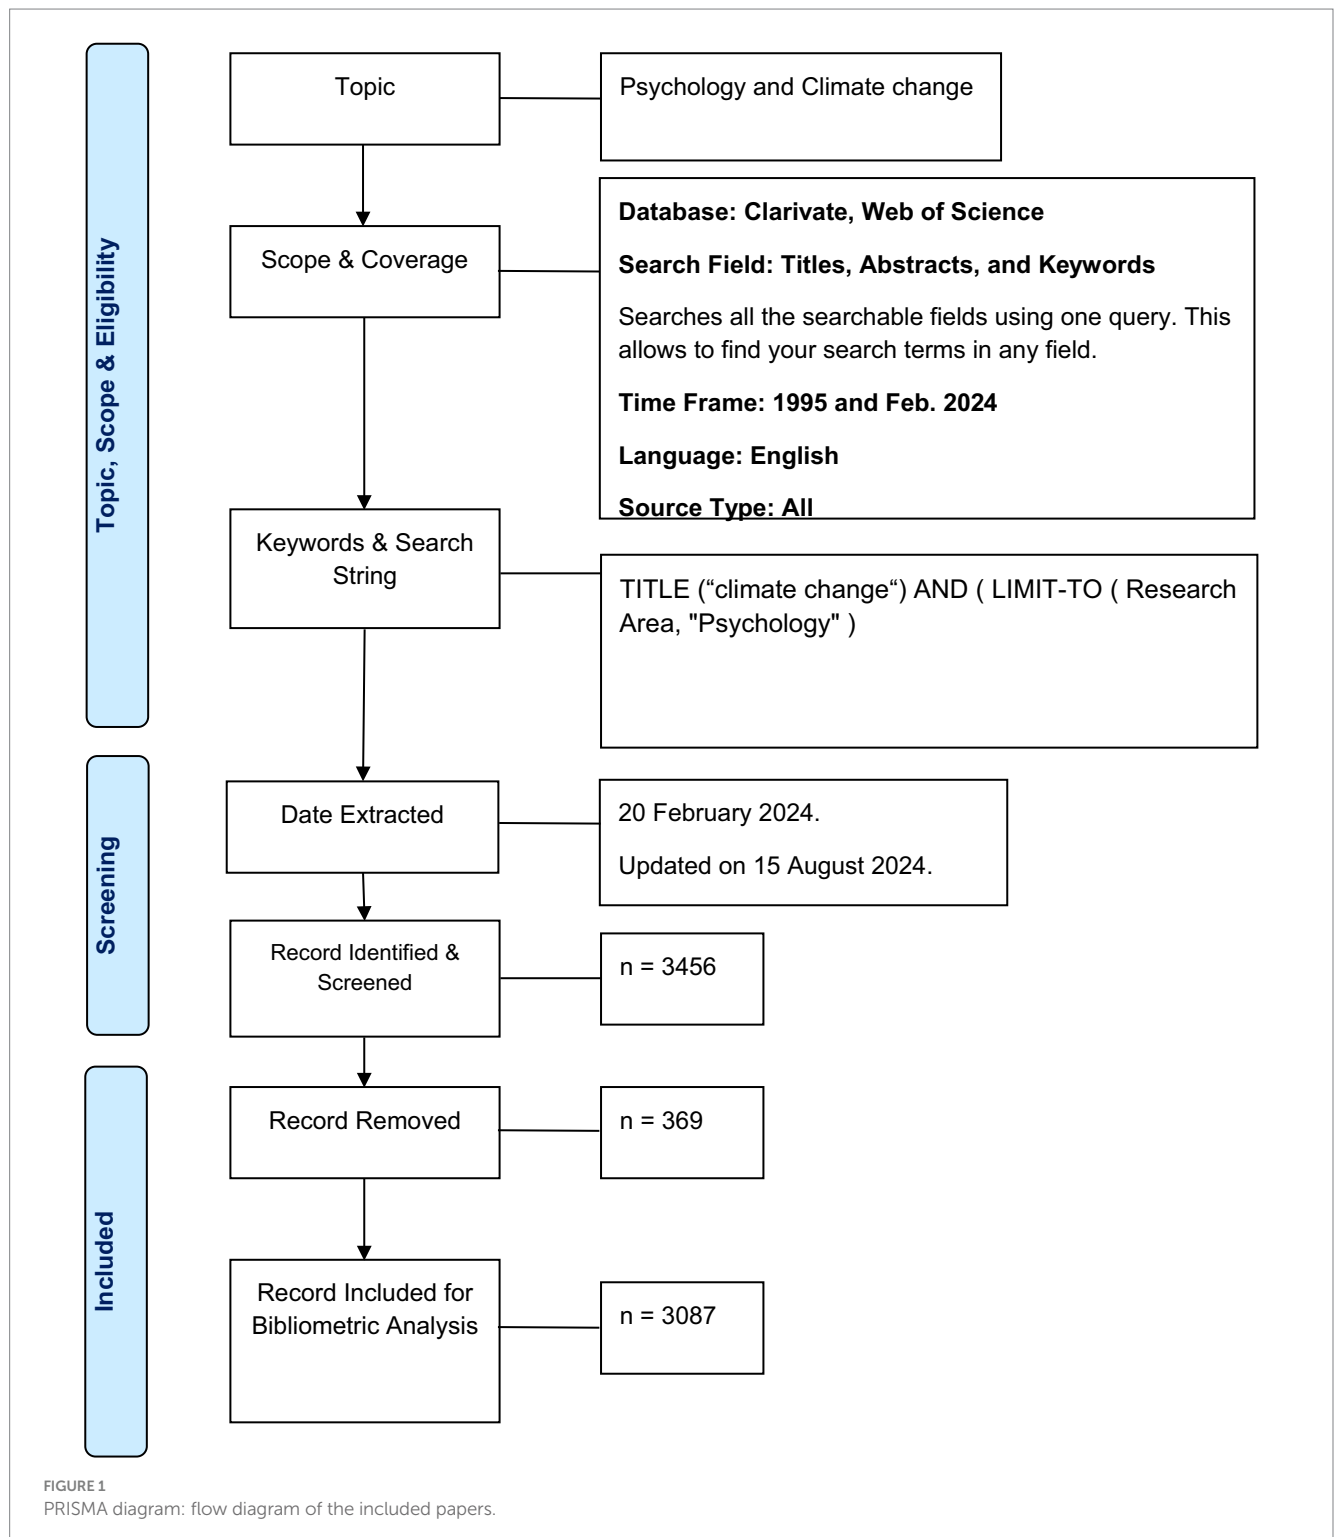 Topic, Scope & Eligibility
Topic
Psychology and Climate change
Scope & Coverage
Database: Clarivate, Web of Science
Search Field: Titles, Abstracts, and Keywords
Searches all the searchable fields using one query. This
allows to find your search terms in any field.
Time Frame: 1995 and Feb. 2024
Language: English
Source Type: All
Keywords & Search
String
TITLE (“climate change“) AND ( LIMIT-TO ( Research
Area, "Psychology" )
Screening
Date Extracted
20 February 2024.
Updated on 15 August 2024.
Record Identified &
Screened
n = 3456
Included
Record Removed
n = 369
Record Included for
Bibliometric Analysis
n = 3087
FIGURE 1
PRISMA diagram: flow diagram of the included papers.